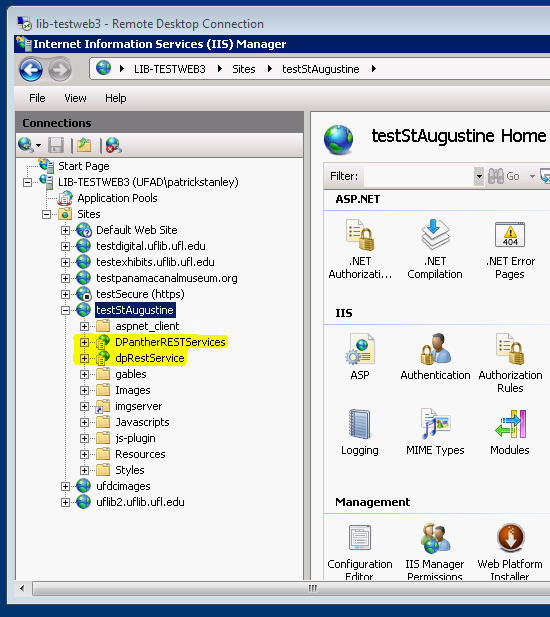 lib-testweb3 - Remote Desktop Connection
Internet Information Services (IIS) Manager
LIB-TESTWEB3 Sites testStAugustine
File View Help
Connections
Start Page
LIB-TESTWEB3 (UFAD\patrickstanley)
Application Pools
Sites
Default Web Site
testdigital.uflib.ufl.edu
testexhibits.uflib.ufl.edu
testpanamacanalmuseum.org
testSecure (https)
testStAugustine
aspnet_client
DPantherRESTServices
dpRestService
gables
Images
imgserver
Javascripts
js-plugin
Resources
Styles
ufdcimages
uflib2.uflib.ufl.edu
testStAugustine Home
Filter: Go
ASP.NET
.NET Authorizati...
.NET Compilation
404
.NET Error Pages
IIS
ASP
Authentication
Authorization Rules
Logging
MIME Types
Modules
Management
Configuration Editor
IIS Manager Permissions
Web Platform Installer